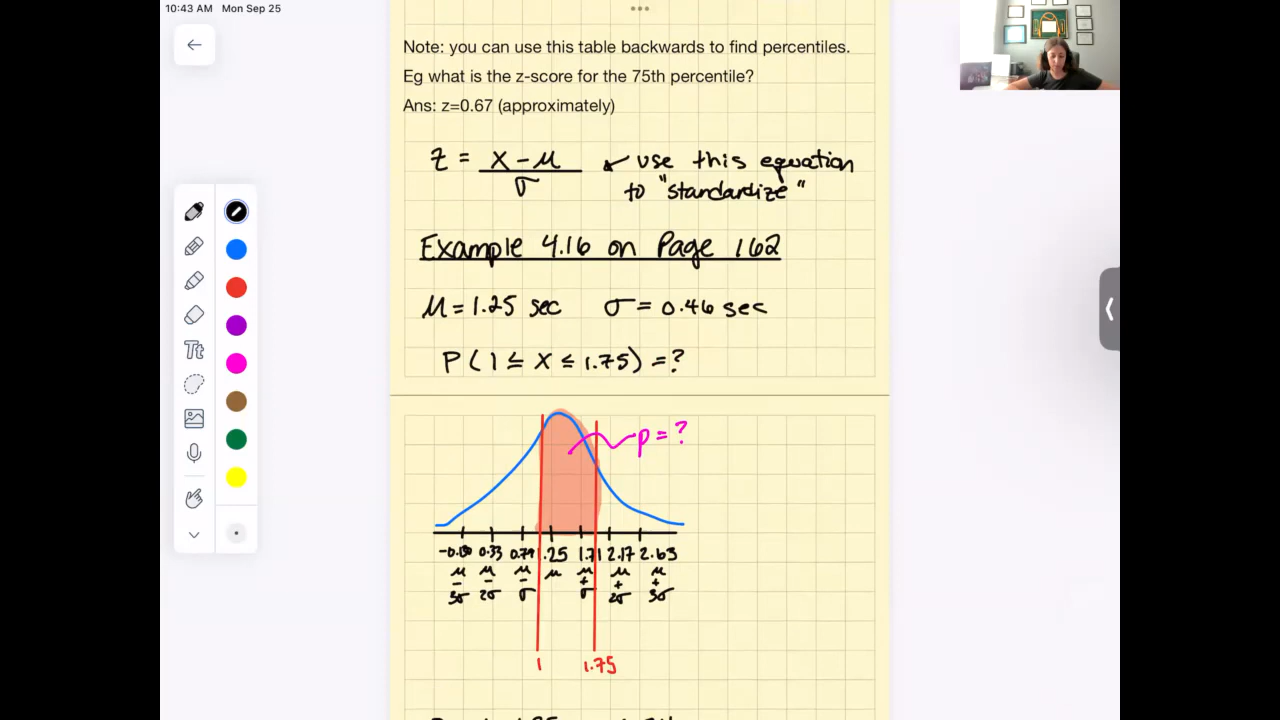 10:43 AM Mon Sep 25
Note: you can use this table backwards to find percentiles.
Eg what is the z-score for the 75th percentile?
Ans: z=0.67 (approximately)
z = x - μ / σ ↙ use this equation
to "standardize"
Example 4.16 on Page 162
μ = 1.25 sec σ = 0.46 sec
P ( 1 ≤ x ≤ 1.75 ) = ?
p = ?
0.33 0.79 1.25 1.71 2.17 2.63
μ - 3σ μ - 2σ μ - σ μ μ + σ μ + 2σ μ + 3σ
1 1.75
Tt